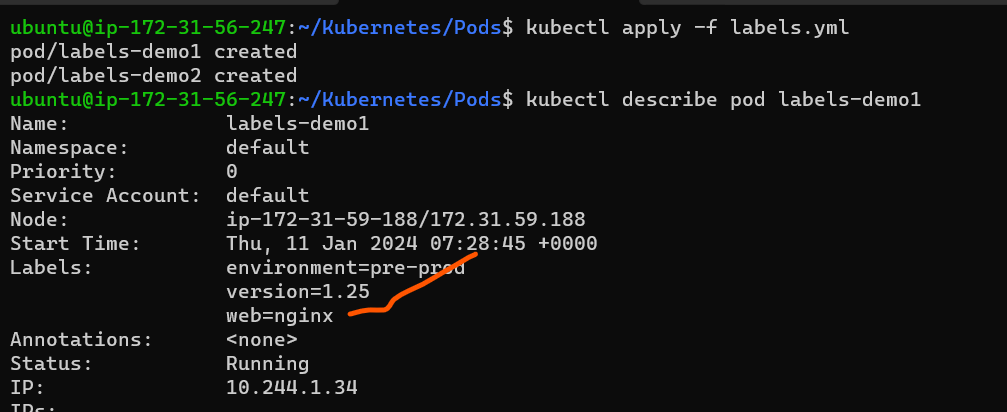 ubuntu@ip-172-31-56-247:~/Kubernetes/Pods$ kubectl apply -f labels.yml
pod/labels-demo1 created
pod/labels-demo2 created
ubuntu@ip-172-31-56-247:~/Kubernetes/Pods$ kubectl describe pod labels-demo1
Name:             labels-demo1
Namespace:        default
Priority:         0
Service Account:  default
Node:             ip-172-31-59-188/172.31.59.188
Start Time:       Thu, 11 Jan 2024 07:28:45 +0000
Labels:           environment=pre-prod
                  version=1.25
                  web=nginx
Annotations:      <none>
Status:           Running
IP:               10.244.1.34
IPs: